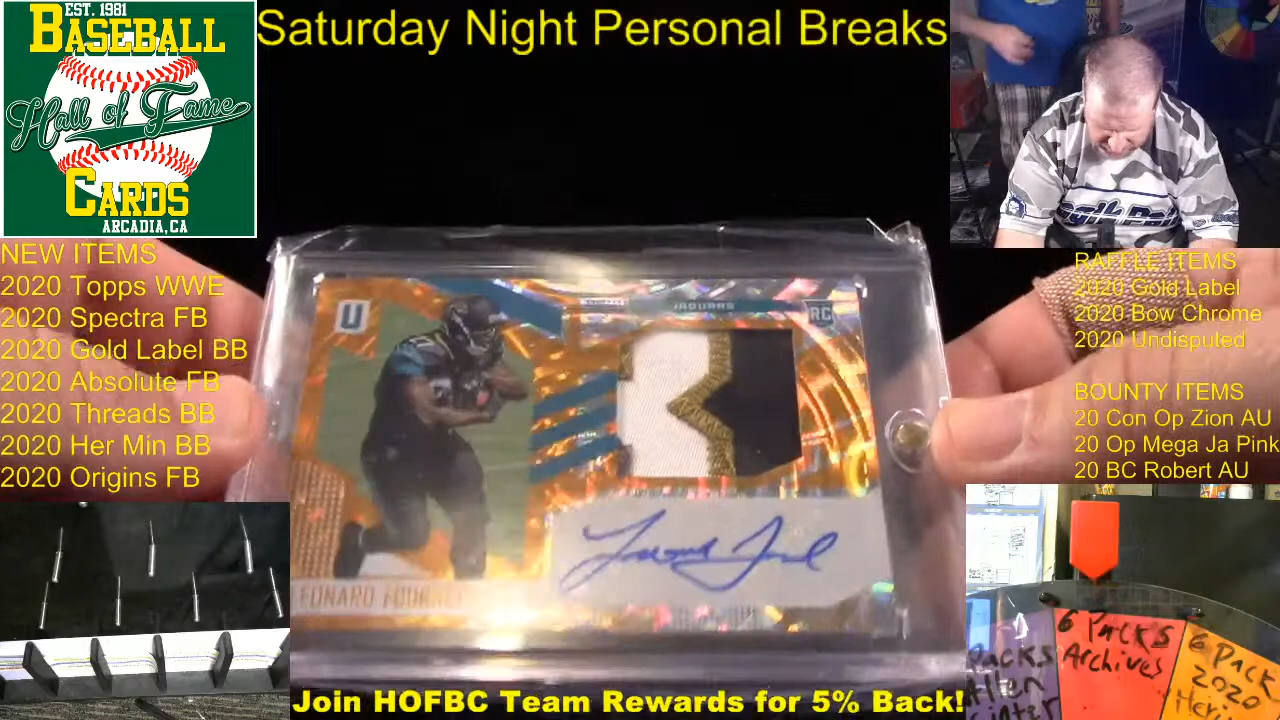 EST. 1981
BASEBALL
Hall of Fame
CARDS
ARCADIA, CA
Saturday Night Personal Breaks
NEW ITEMS
2020 Topps WWE
2020 Spectra FB
2020 Gold Label BB
2020 Absolute FB
2020 Threads BB
2020 Her Min BB
2020 Origins FB
RAFFLE ITEMS
2020 Gold Label
2020 Bow Chrome
2020 Undisputed
BOUNTY ITEMS
20 Con Op Zion AU
20 Op Mega Ja Pink
20 BC Robert AU
U
JAGUARS
RC
EONARD FOURNE
6 Packs
Archives
6 Pack
2020
Heri
Packs
Join HOFBC Team Rewards for 5% Back!